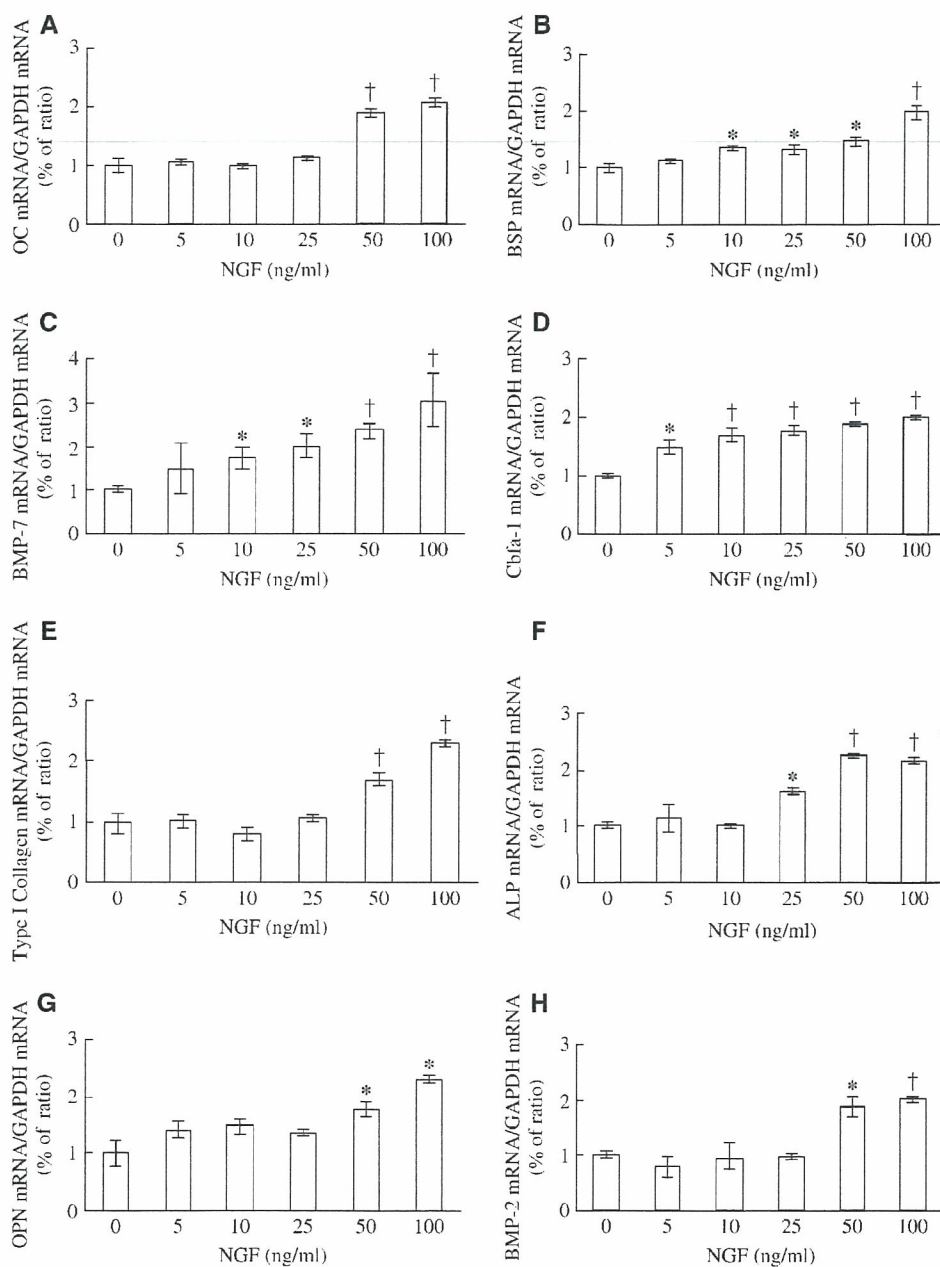 A
OC mRNA/GAPDH mRNA
(% of ratio)
3
2
1
0
† †
0 5 10 25 50 100
NGF (ng/ml)
B
BSP mRNA/GAPDH mRNA
(% of ratio)
3
2
1
0
* * * †
0 5 10 25 50 100
NGF (ng/ml)
C
BMP-7 mRNA/GAPDH mRNA
(% of ratio)
4
3
2
1
0
* * † †
0 5 10 25 50 100
NGF (ng/ml)
D
Cbfa-1 mRNA/GAPDH mRNA
(% of ratio)
3
2
1
0
* † † † †
0 5 10 25 50 100
NGF (ng/ml)
E
Type I Collagen mRNA/GAPDH mRNA
(% of ratio)
3
2
1
0
† †
0 5 10 25 50 100
NGF (ng/ml)
F
ALP mRNA/GAPDH mRNA
(% of ratio)
3
2
1
0
* † †
0 5 10 25 50 100
NGF (ng/ml)
G
OPN mRNA/GAPDH mRNA
(% of ratio)
3
2
1
0
* *
0 5 10 25 50 100
NGF (ng/ml)
H
BMP-2 mRNA/GAPDH mRNA
(% of ratio)
3
2
1
0
* †
0 5 10 25 50 100
NGF (ng/ml)